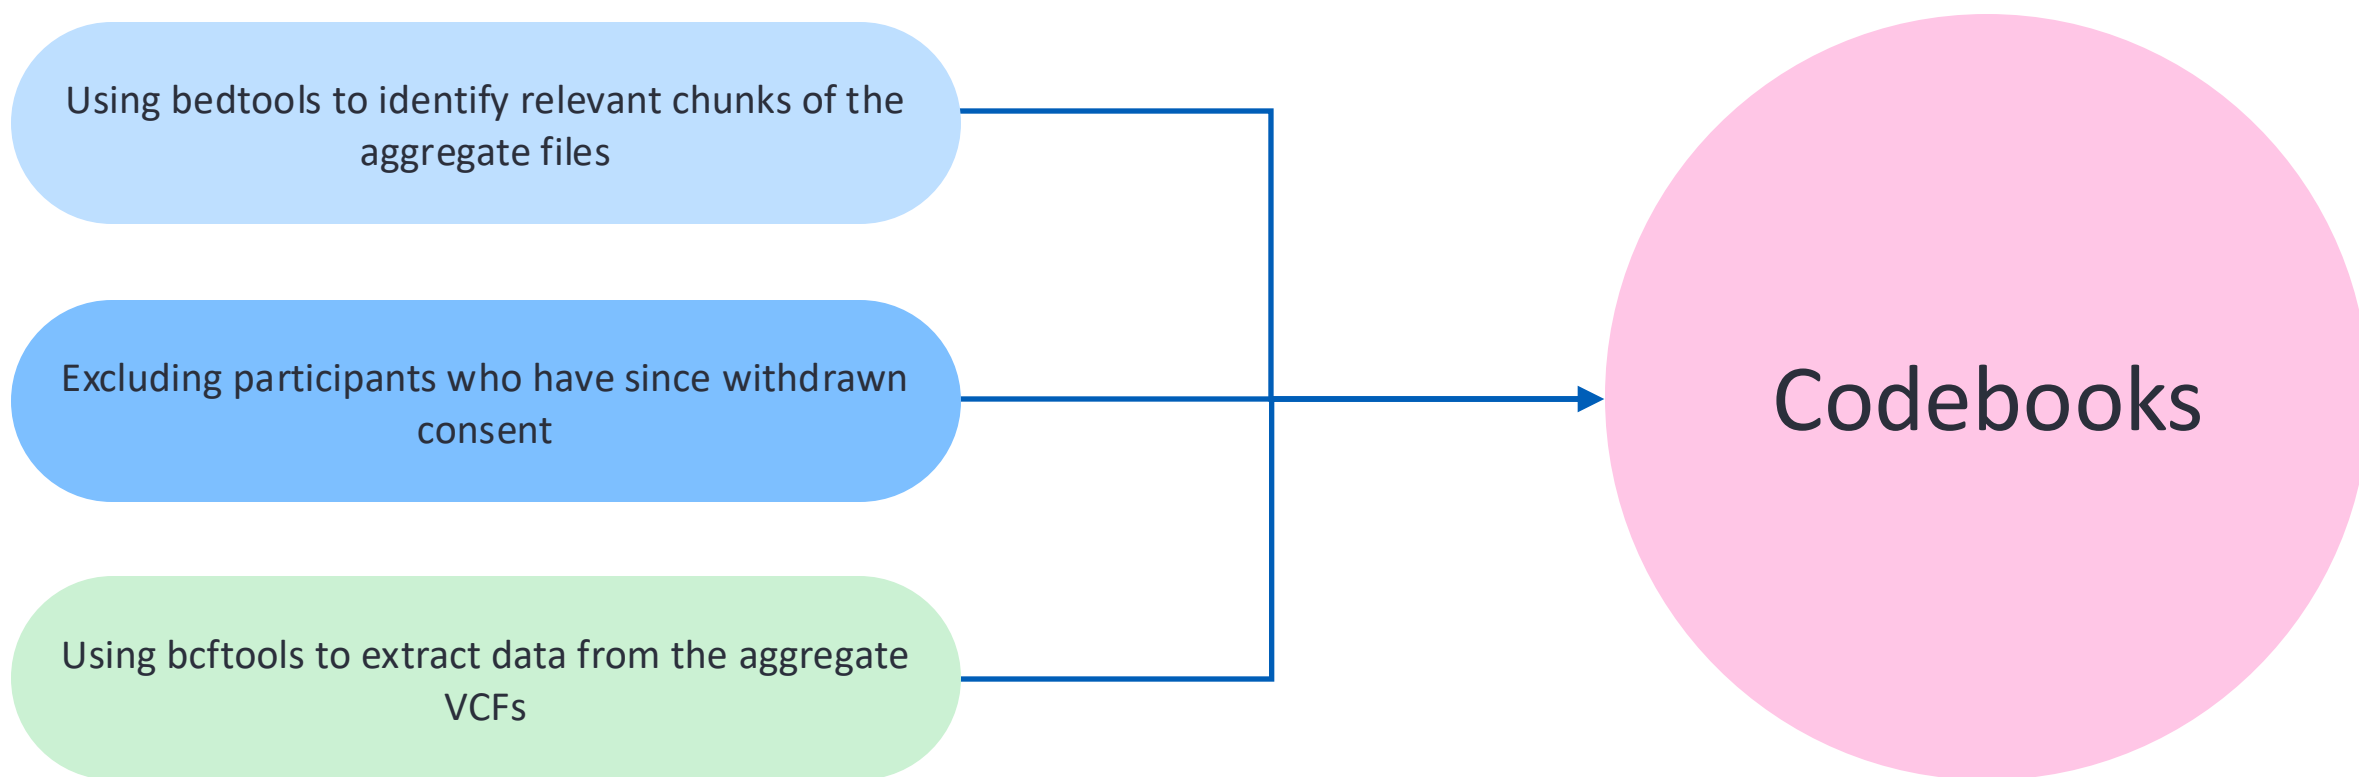 Using bedtools to identify relevant chunks of the
aggregate files
Excluding participants who have since withdrawn
consent
Using bcftools to extract data from the aggregate
VCFs
Codebooks